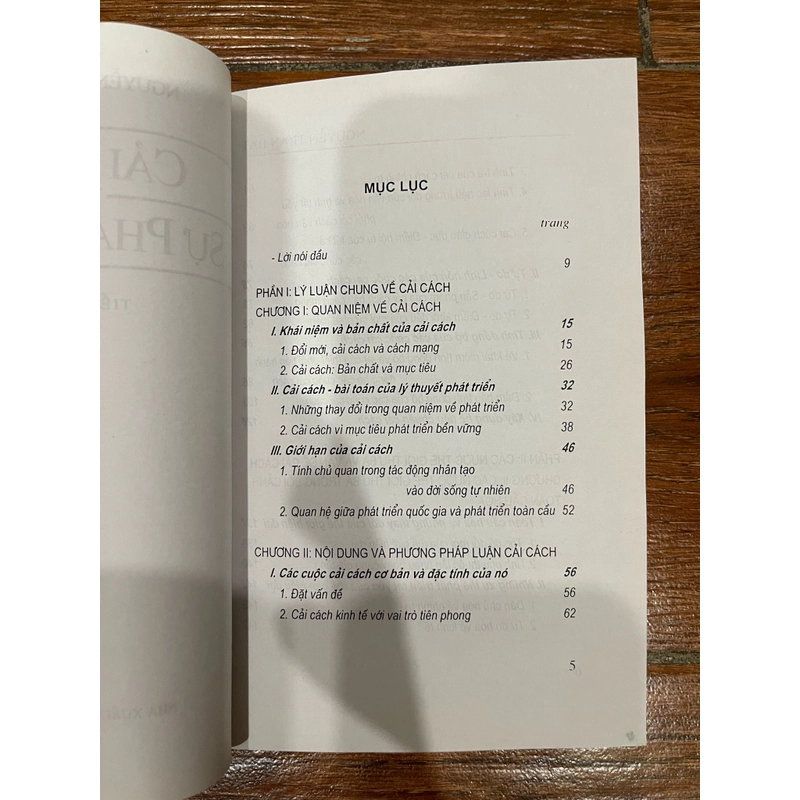 MỤC LỤC
trang
- Lời nói đầu 9
PHẦN I: LÝ LUẬN CHUNG VỀ CẢI CÁCH
CHƯƠNG I: QUAN NIỆM VỀ CẢI CÁCH
I. Khái niệm và bản chất của cải cách 15
1. Đổi mới, cải cách và cách mạng 15
2. Cải cách: Bản chất và mục tiêu 26
II. Cải cách - bài toán của lý thuyết phát triển 32
1. Những thay đổi trong quan niệm về phát triển 32
2. Cải cách vì mục tiêu phát triển bền vững 38
III. Giới hạn của cải cách 46
1. Tính chủ quan trong tác động nhân tạo
vào đời sống tự nhiên 46
2. Quan hệ giữa phát triển quốc gia và phát triển toàn cầu 52
CHƯƠNG II: NỘI DUNG VÀ PHƯƠNG PHÁP LUẬN CẢI CÁCH
I. Các cuộc cải cách cơ bản và đặc tính của nó 56
1. Đặt vấn đề 56
2. Cải cách kinh tế với vai trò tiên phong 62
5